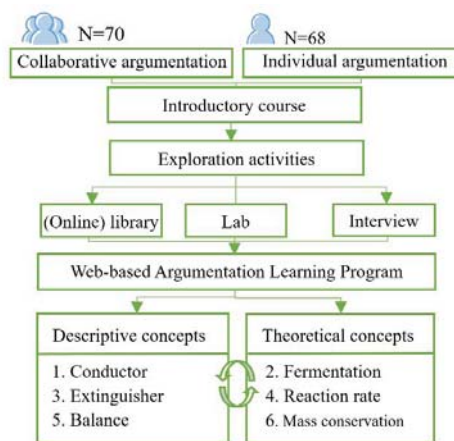 N=70
N=68
Collaborative argumentation
Individual argumentation
Introductory course
Exploration activities
(Online) library
Lab
Interview
Web-based Argumentation Learning Program
Descriptive concepts
1. Conductor
3. Extinguisher
5. Balance
Theoretical concepts
2. Fermentation
4. Reaction rate
6. Mass conservation